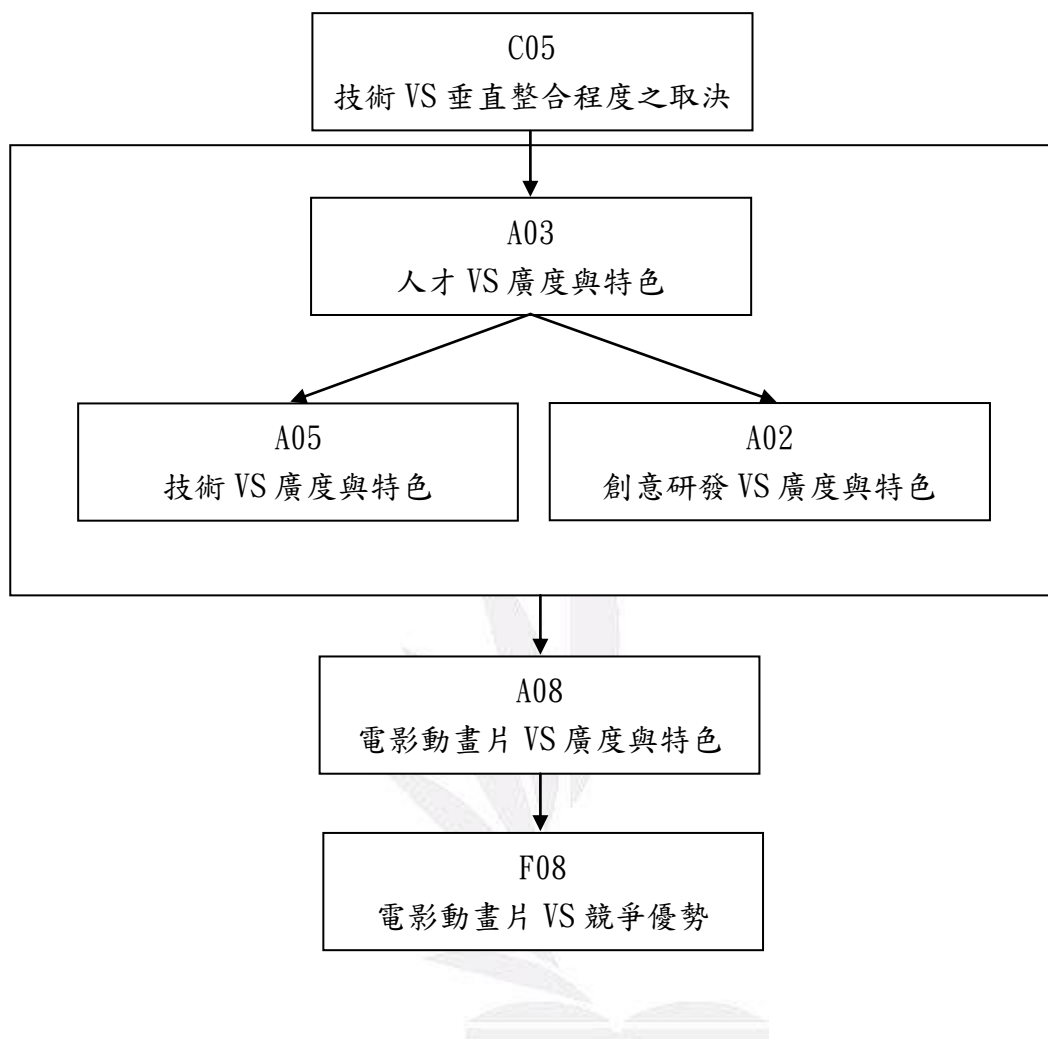 C05
技術 VS 垂直整合程度之取決
A03
人才 VS 廣度與特色
A05
技術 VS 廣度與特色
A02
創意研發 VS 廣度與特色
A08
電影動畫片 VS 廣度與特色
F08
電影動畫片 VS 競爭優勢